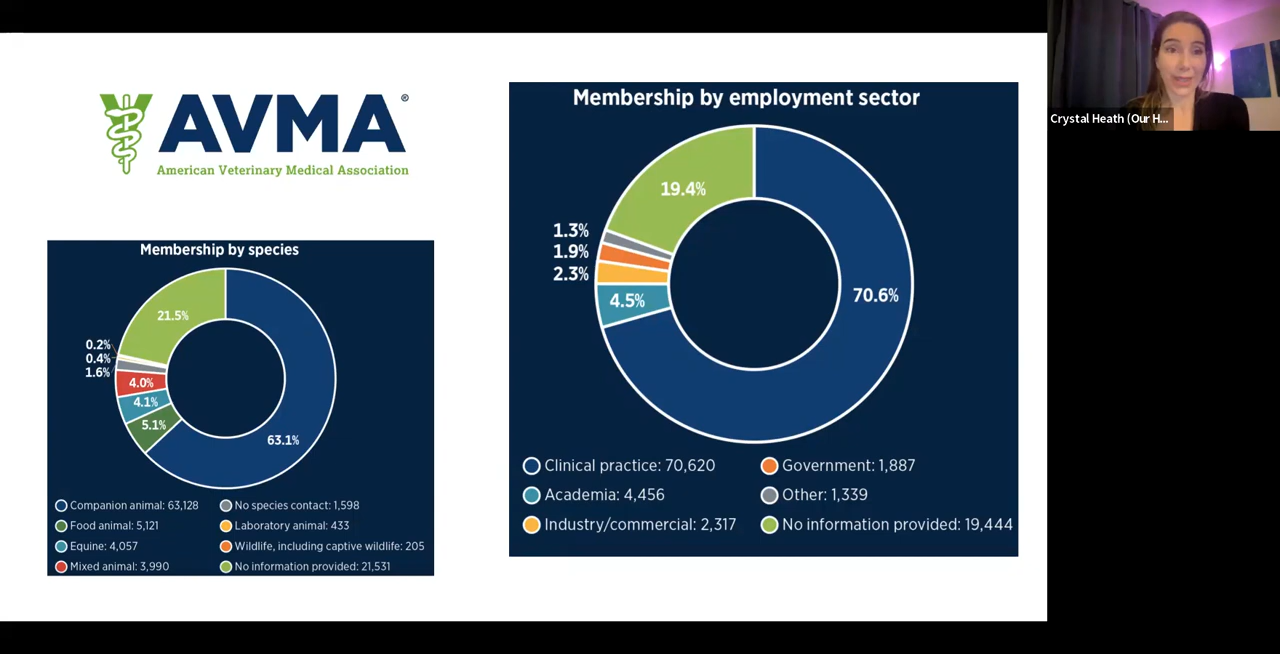 AVMA®
American Veterinary Medical Association
Membership by species
21.5%
0.2%
0.4%
1.6%
4.0%
4.1%
5.1%
63.1%
Companion animal: 63,128
No species contact: 1,598
Food animal: 5,121
Laboratory animal: 433
Equine: 4,057
Wildlife, including captive wildlife: 205
Mixed animal: 3,990
No information provided: 21,531
Membership by employment sector
19.4%
1.3%
1.9%
2.3%
4.5%
70.6%
Clinical practice: 70,620
Government: 1,887
Academia: 4,456
Other: 1,339
Industry/commercial: 2,317
No information provided: 19,444
Crystal Heath (Our H...